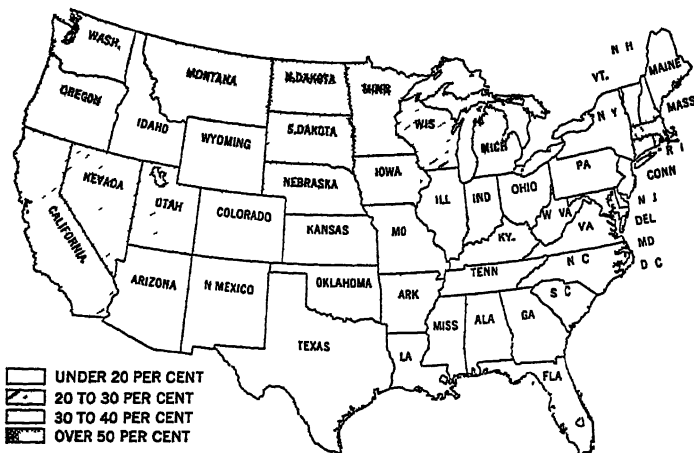 N H
WASH.
VT.
MAINE
MONTANA
N.DAKOTA
MINN
OREGON
MASS
IDAHO
S.DAKOTA
WIS
N Y
WYOMING
MICH
R I
CONN
NEVADA
NEBRASKA
IOWA
PA
OHIO
UTAH
ILL
IND
N J
CALIFORNIA
COLORADO
W VA
DEL
KANSAS
MO
VA
KY.
MD
N C
D C
TENN
ARIZONA
N MEXICO
OKLAHOMA
ARK
S C
MISS
ALA
GA
TEXAS
LA
FLA
UNDER 20 PER CENT
20 TO 30 PER CENT
30 TO 40 PER CENT
OVER 50 PER CENT